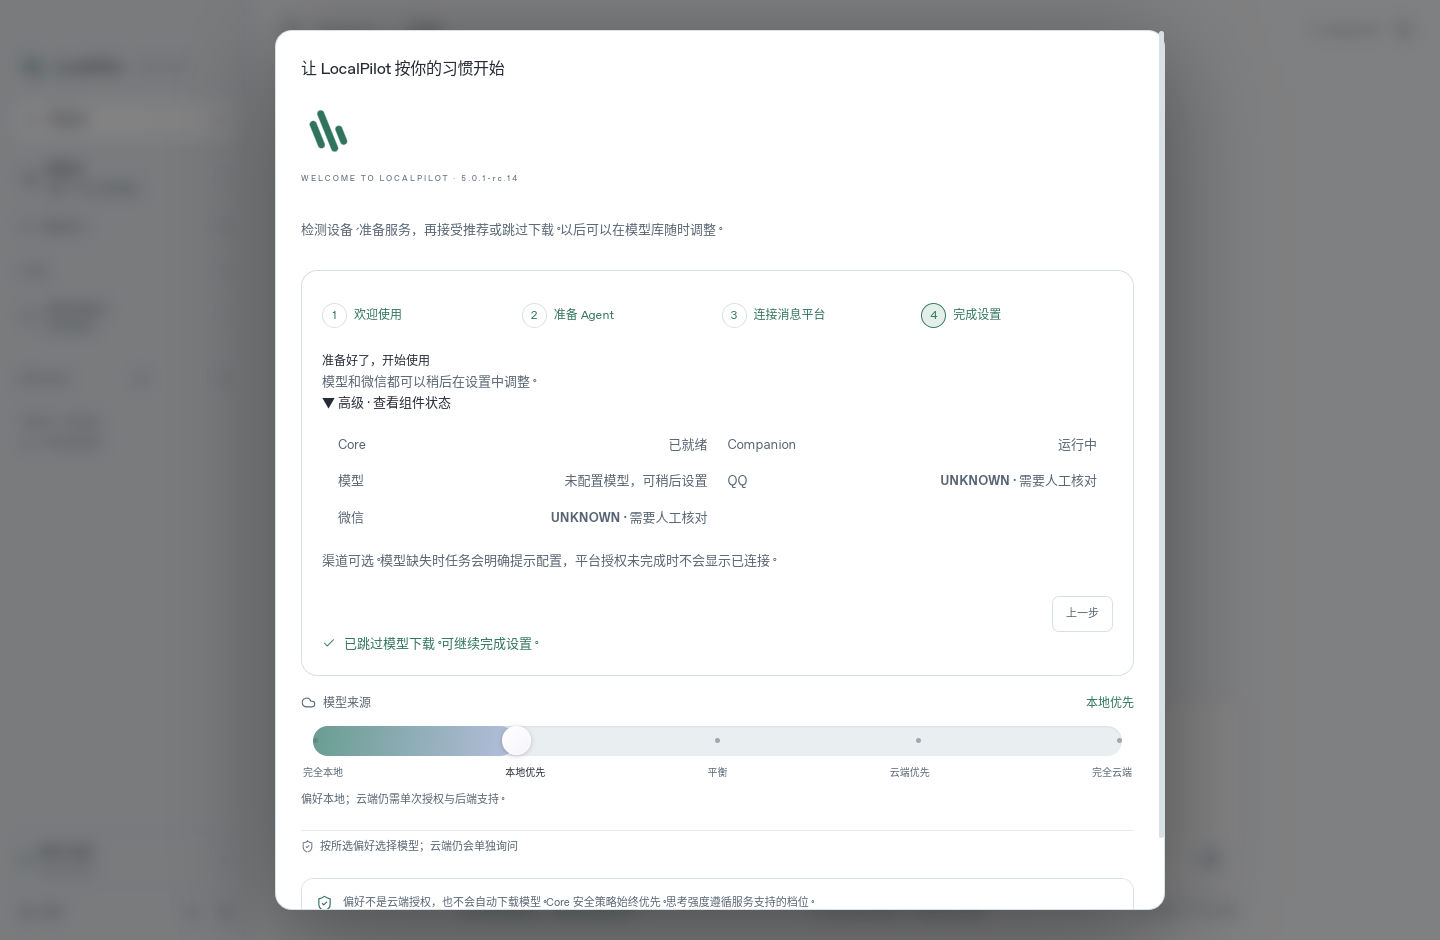 让 LocalPilot 按你的习惯开始
WELCOME TO LOCALPILOT · 5.0.1-rc.14
检测设备、准备服务，再接受推荐或跳过下载。以后可以在模型库随时调整。
1 欢迎使用
2 准备 Agent
3 连接消息平台
4 完成设置
准备好了，开始使用
模型和微信都可以稍后在设置中调整。
▼ 高级 · 查看组件状态
Core 已就绪
Companion 运行中
模型 未配置模型，可稍后设置
QQ UNKNOWN · 需要人工核对
微信 UNKNOWN · 需要人工核对
渠道可选。模型缺失时任务会明确提示配置，平台授权未完成时不会显示已连接。
上一步
已跳过模型下载。可继续完成设置。
模型来源
本地优先
完全本地
本地优先
平衡
云端优先
完全云端
偏好本地；云端仍需单次授权与后端支持。
按所选偏好选择模型；云端仍会单独询问
偏好不是云端授权，也不会自动下载模型。Core 安全策略始终优先。思考强度遵循服务支持的档位。